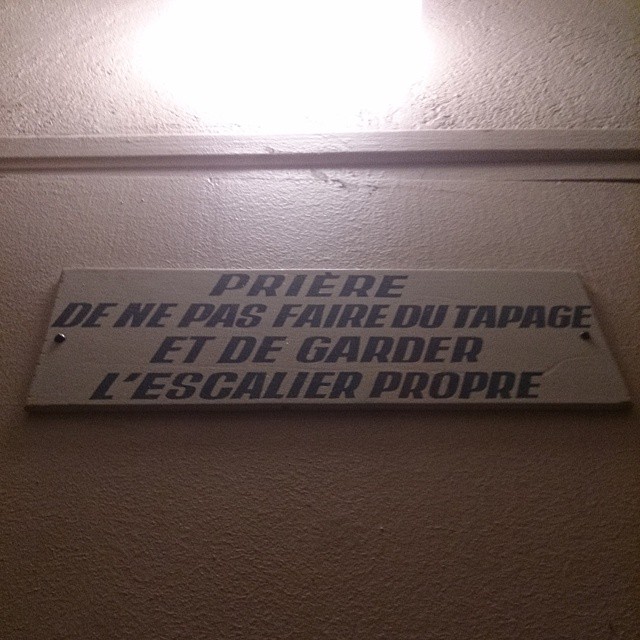 PRIÈRE
DE NE PAS FAIRE DU TAPAGE
ET DE GARDER
L'ESCALIER PROPRE